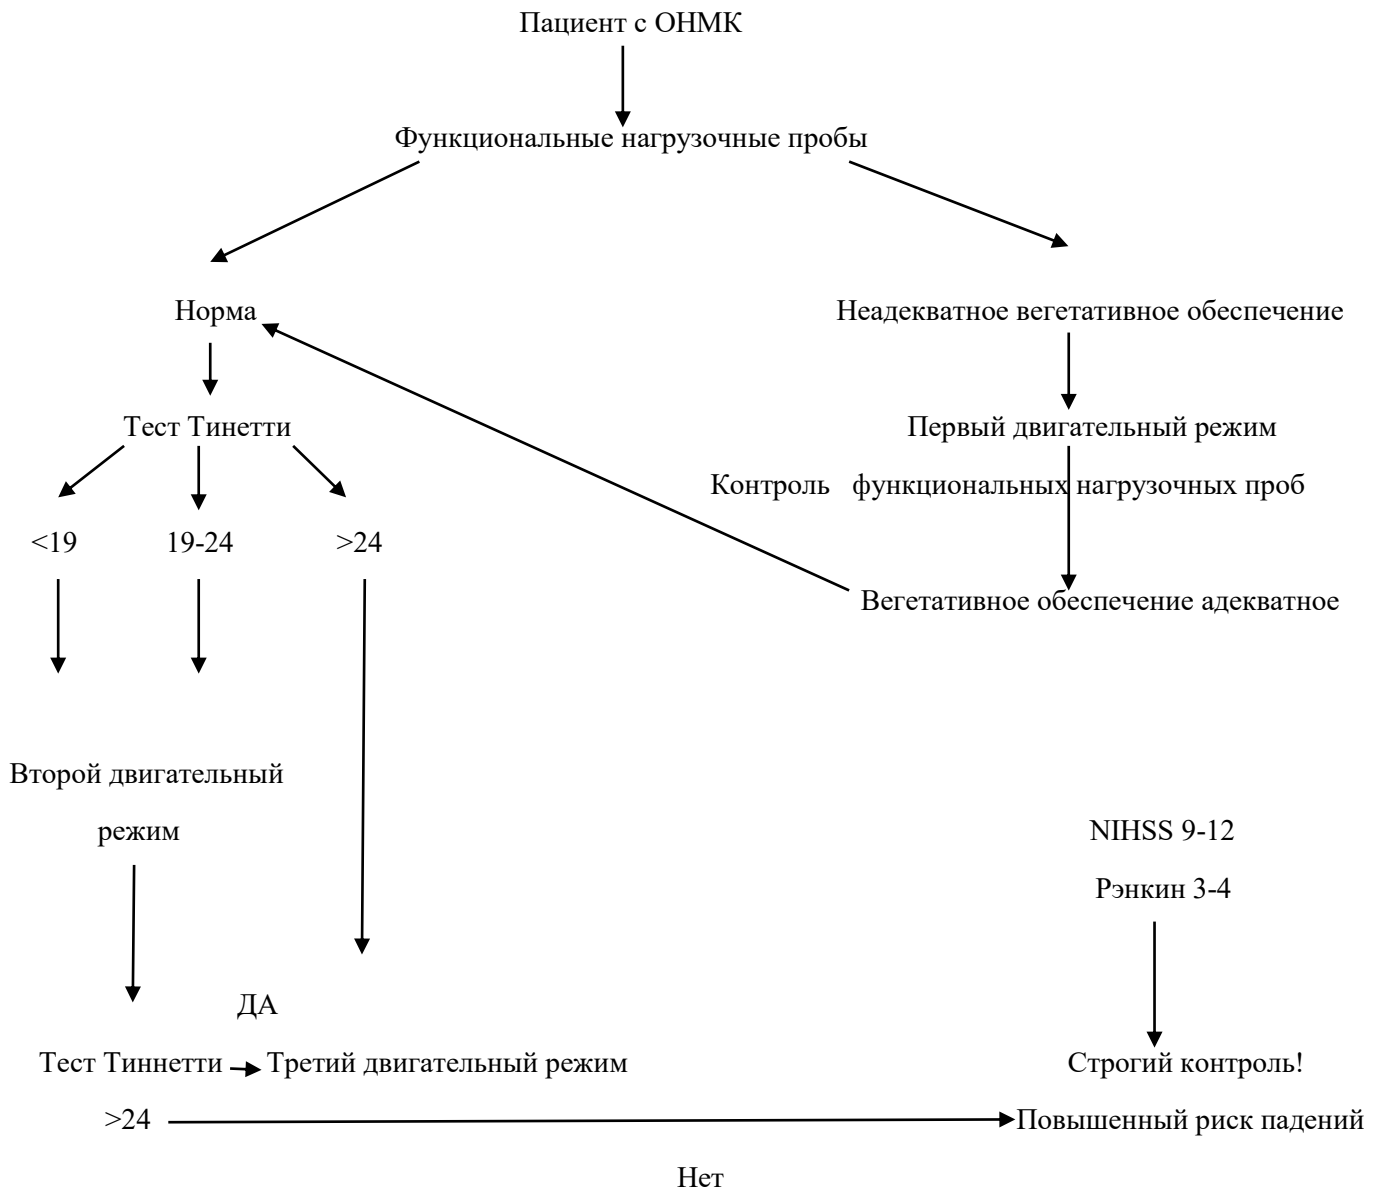 Пациент с ОНМК
Функциональные нагрузочные пробы
Норма
Неадекватное вегетативное обеспечение
Тест Тинетти
Первый двигательный режим
Контроль функциональных нагрузочных проб
<19
19-24
>24
Вегетативное обеспечение адекватное
Второй двигательный
режим
NIHSS 9-12
Рэнкин 3-4
ДА
Тест Тиннетти
Третий двигательный режим
Строгий контроль!
>24
Повышенный риск падений
Нет